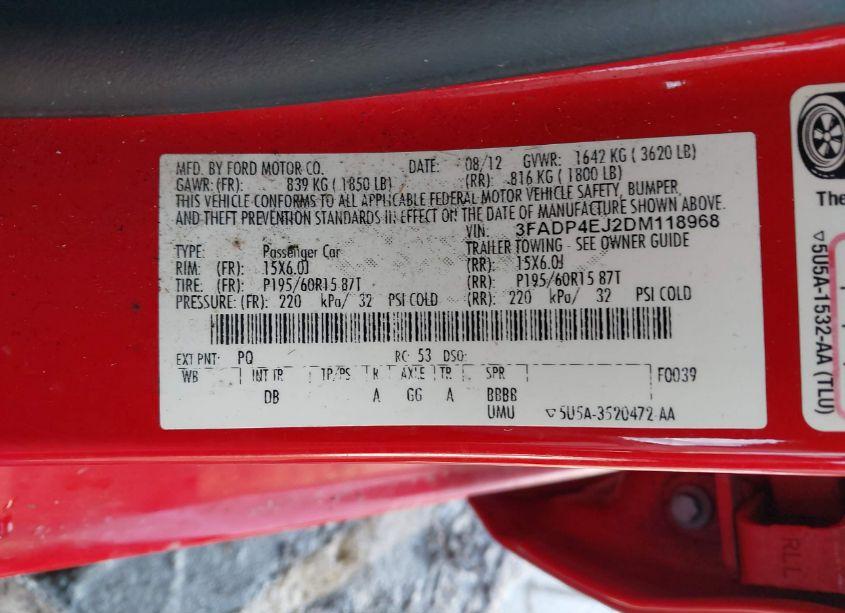 MFD. BY FORD MOTOR CO. DATE: 08/12 GVWR: 1642 KG ( 3620 LB)
GAWR: (FR): 839 KG ( 1850 LB) (RR): 816 KG ( 1800 LB)
THIS VEHICLE CONFORMS TO ALL APPLICABLE FEDERAL MOTOR VEHICLE SAFETY, BUMPER,
AND THEFT PREVENTION STANDARDS IN EFFECT ON THE DATE OF MANUFACTURE SHOWN ABOVE.
VIN: 3FADP4EJ2DM118968
TYPE: Passenger Car TRAILER TOWING - SEE OWNER GUIDE
RIM: (FR): 15X6.0J (RR): 15X6.0J
TIRE: (FR): P195/60R15 87T (RR): P195/60R15 87T
PRESSURE: (FR): 220 kPa/ 32 PSI COLD (RR): 220 kPa/ 32 PSI COLD
EXT PNT: PQ RC: 53 DSO:
WB INT TR TP/PS R AXLE TR SPR F0039
DB A GG A BBBB
UMU ▽5U5A-3520472-AA
The
▽5U5A-1532-AA (TLU)
RLL